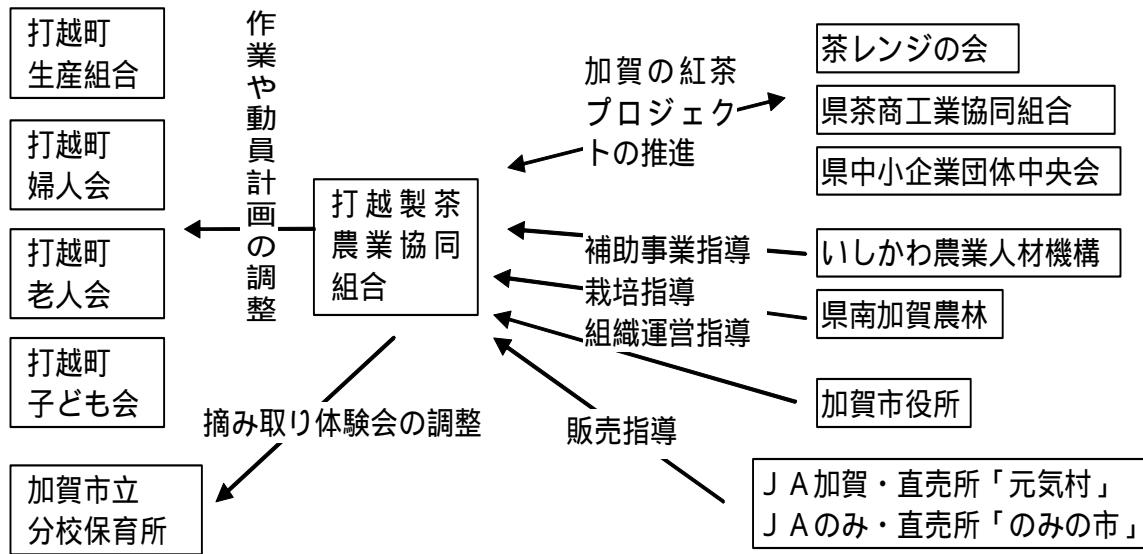 打越町
生産組合
打越町
婦人会
打越町
老人会
打越町
子ども会
加賀市立
分校保育所
作業や動員計画の調整
打越製茶
農業協同
組合
摘み取り体験会の調整
加賀の紅茶
プロジェク
トの推進
補助事業指導
栽培指導
組織運営指導
販売指導
茶レンジの会
県茶商工業協同組合
県中小企業団体中央会
いしかわ農業人材機構
県南加賀農林
加賀市役所
ＪＡ加賀・直売所「元気村」
ＪＡのみ・直売所「のみの市」